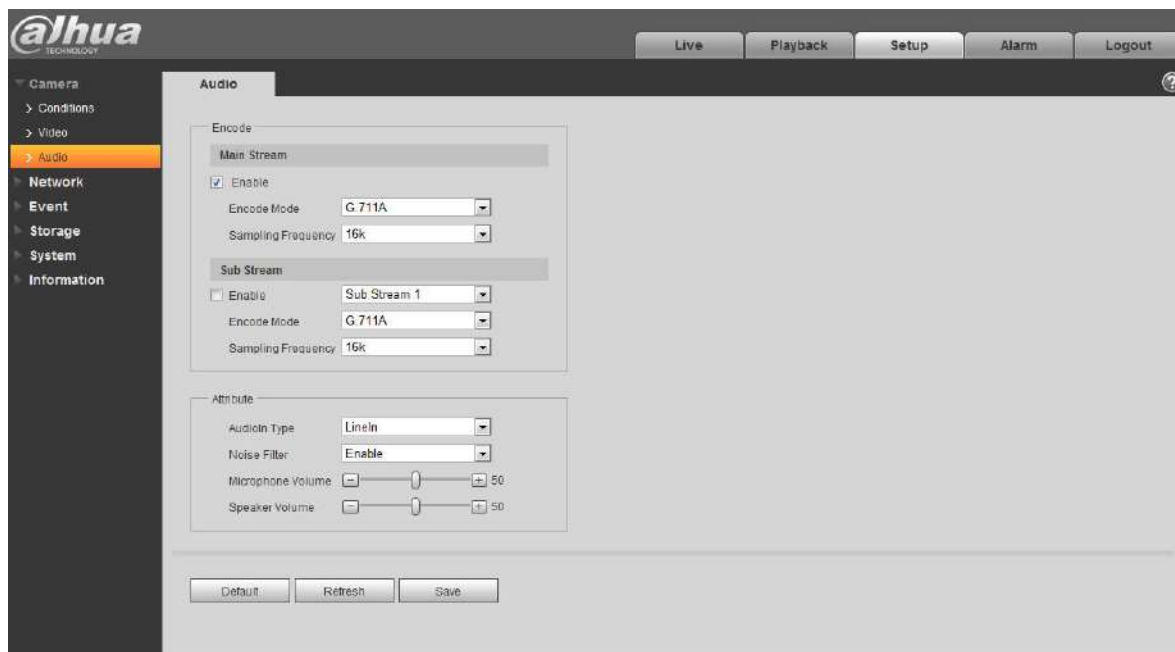 alhua
TECHNOLOGY
Live
Playback
Setup
Alarm
Logout
Camera
Conditions
Video
Audio
Network
Event
Storage
System
Information
Audio
?
Encode
Main Stream
Enable
Encode Mode G.711A
Sampling Frequency 16k
Sub Stream
Enable Sub Stream 1
Encode Mode G.711A
Sampling Frequency 16k
Attribute
AudioIn Type LineIn
Noise Filter Enable
Microphone Volume 50
Speaker Volume 50
Default Refresh Save